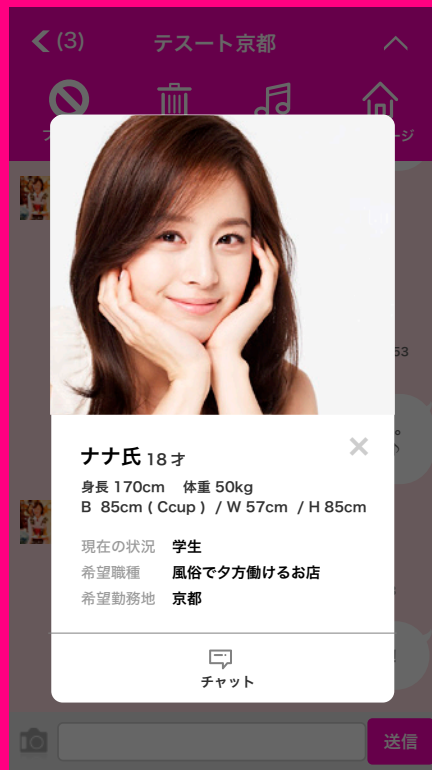 (3) テスート京都
ージ
53
ナナ氏 18才
身長 170cm 体重 50kg
B 85cm ( Ccup ) / W 57cm / H 85cm
現在の状況 学生
希望職種 風俗で夕方働けるお店
希望勤務地 京都
チャット
送信